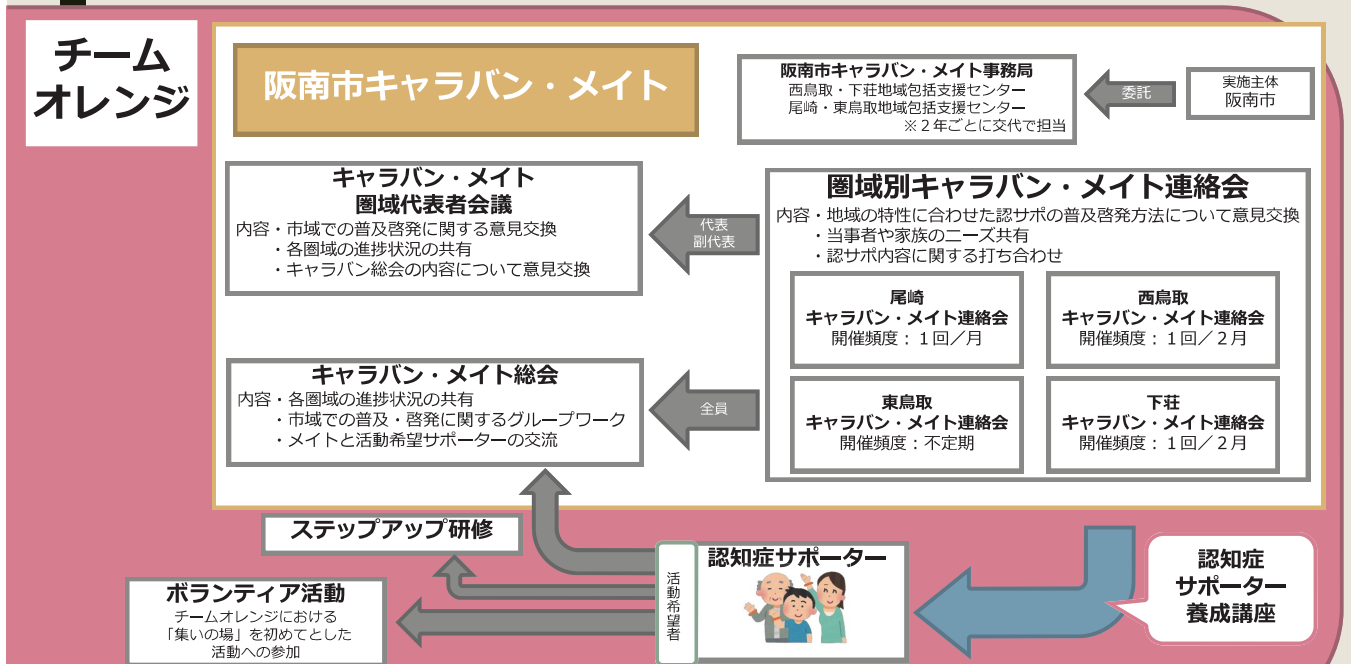 チーム
オレンジ
阪南市キャラバン・メイト
阪南市キャラバン・メイト事務局
西鳥取・下荘地域包括支援センター
尾崎・東鳥取地域包括支援センター
※２年ごとに交代で担当
委託
実施主体
阪南市
キャラバン・メイト
圏域代表者会議
内容・市域での普及啓発に関する意見交換
・各圏域の進捗状況の共有
・キャラバン総会の内容について意見交換
代表
副代表
圏域別キャラバン・メイト連絡会
内容・地域の特性に合わせた認サポの普及啓発方法について意見交換
・当事者や家族のニーズ共有
・認サポ内容に関する打ち合わせ
尾崎
キャラバン・メイト連絡会
開催頻度：１回／月
西鳥取
キャラバン・メイト連絡会
開催頻度：１回／２月
東鳥取
キャラバン・メイト連絡会
開催頻度：不定期
下荘
キャラバン・メイト連絡会
開催頻度：１回／２月
キャラバン・メイト総会
内容・各圏域の進捗状況の共有
・市域での普及・啓発に関するグループワーク
・メイトと活動希望サポーターの交流
全員
ステップアップ研修
ボランティア活動
チームオレンジにおける
「集いの場」を初めてとした
活動への参加
活動希望者
認知症サポーター
認知症
サポーター
養成講座